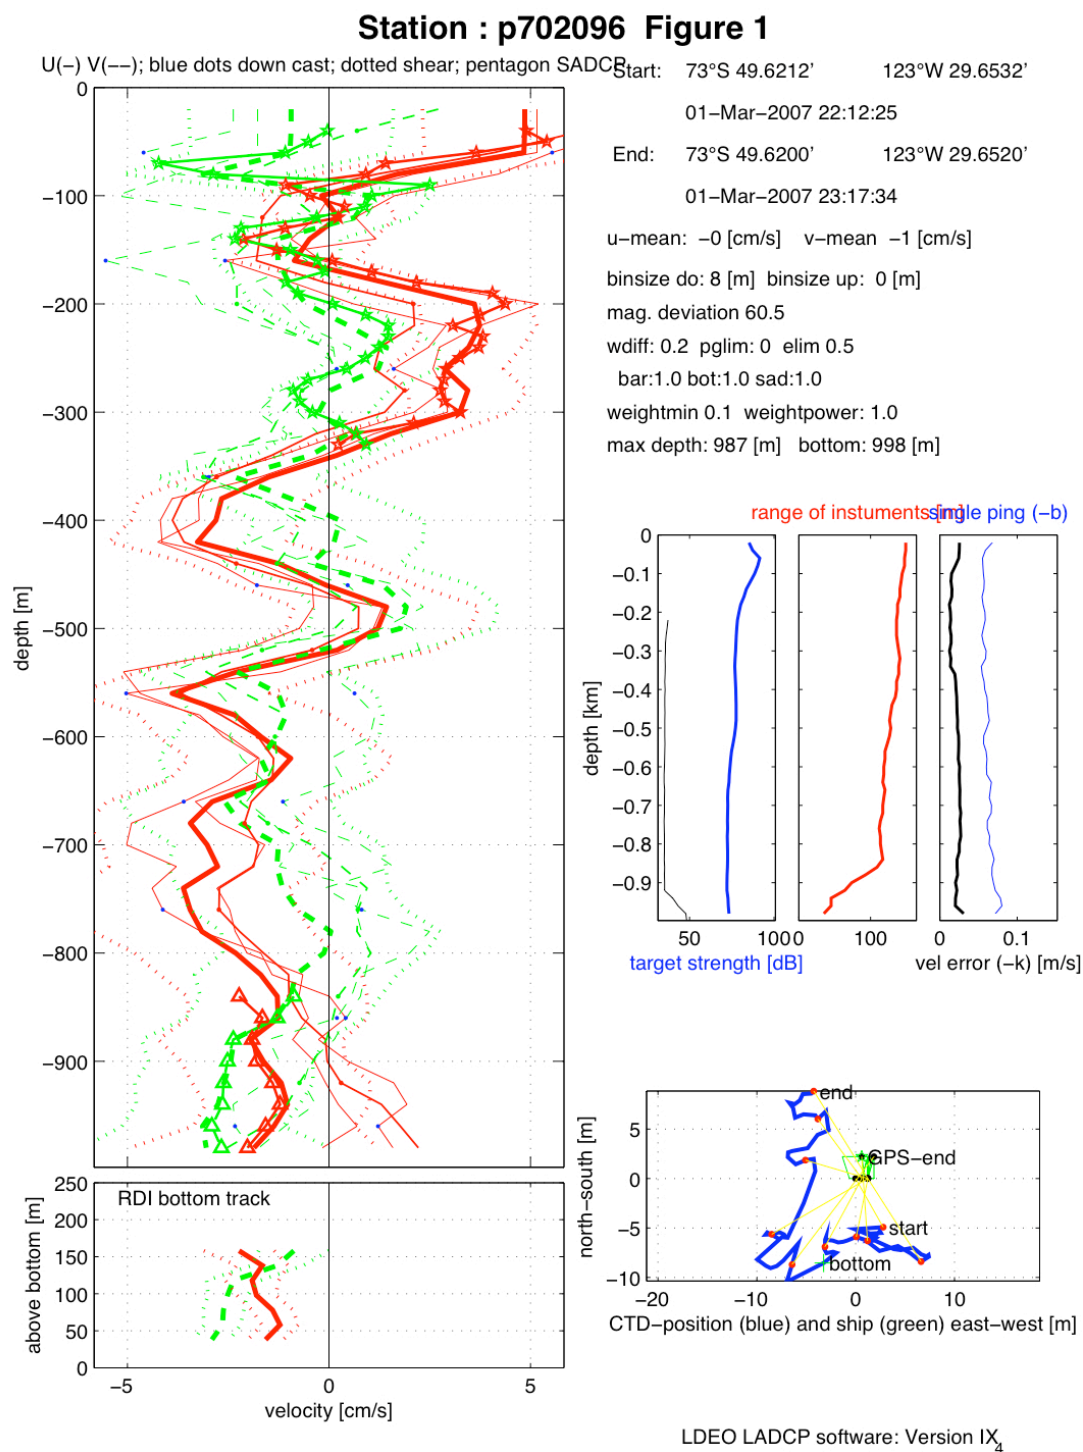 Station : p702096  Figure 1
U(−) V(−−); blue dots down cast; dotted shear; pentagon SADCP
Start: 73°S 49.6212' 123°W 29.6532'
01−Mar−2007 22:12:25
End: 73°S 49.6200' 123°W 29.6520'
01−Mar−2007 23:17:34
u−mean: −0 [cm/s] v−mean −1 [cm/s]
binsize do: 8 [m] binsize up: 0 [m]
mag. deviation 60.5
wdiff: 0.2 pglim: 0 elim 0.5
bar:1.0 bot:1.0 sad:1.0
weightmin 0.1 weightpower: 1.0
max depth: 987 [m] bottom: 998 [m]
0
−100
−200
−300
−400
−500
−600
−700
−800
−900
depth [m]
RDI bottom track
250
200
150
100
50
0
above bottom [m]
−5 0 5
velocity [cm/s]
range of instuments [m]
single ping (−b)
0
−0.1
−0.2
−0.3
−0.4
−0.5
−0.6
−0.7
−0.8
−0.9
depth [km]
50 100
0 100
0 0.1
target strength [dB]
vel error (−k) [m/s]
end
GPS−end
start
bottom
5
0
−5
−10
north−south [m]
−20 −10 0 10
CTD−position (blue) and ship (green) east−west [m]
LDEO LADCP software: Version IX4